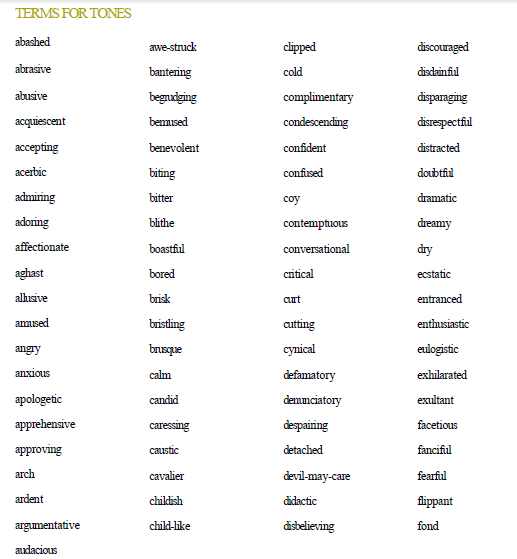 TERMS FOR TONES
abashed
abrasive
abusive
acquiescent
accepting
acerbic
admiring
adoring
affectionate
aghast
allusive
amused
angry
anxious
apologetic
apprehensive
approving
arch
ardent
argumentative
audacious
awe-struck
bantering
begrudging
bemused
benevolent
biting
bitter
blithe
boastful
bored
brisk
bristling
brusque
calm
candid
caressing
caustic
cavalier
childish
child-like
clipped
cold
complimentary
condescending
confident
confused
coy
contemptuous
conversational
critical
curt
cutting
cynical
defamatory
denunciatory
despairing
detached
devil-may-care
didactic
disbelieving
discouraged
disdainful
disparaging
disrespectful
distracted
doubtful
dramatic
dreamy
dry
ecstatic
entranced
enthusiastic
eulogistic
exhilarated
exultant
facetious
fanciful
fearful
flippant
fond